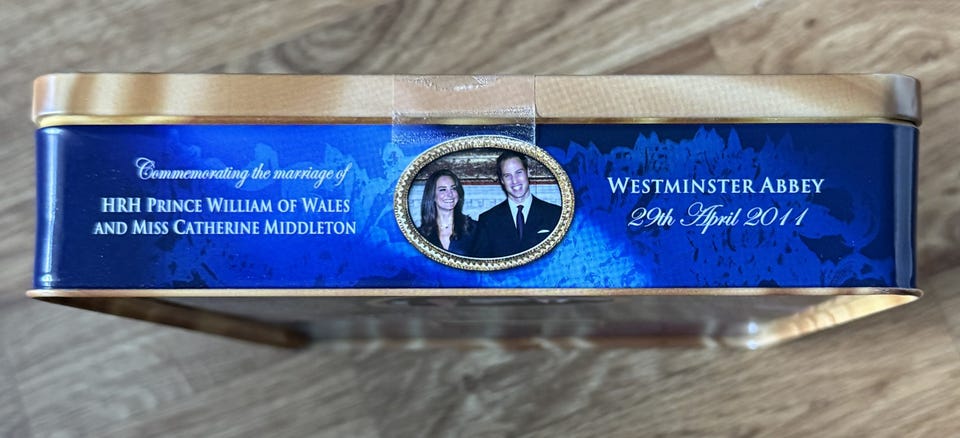 Commemorating the marriage of
HRH Prince William of Wales
and Miss Catherine Middleton
Westminster Abbey
29th April 2011